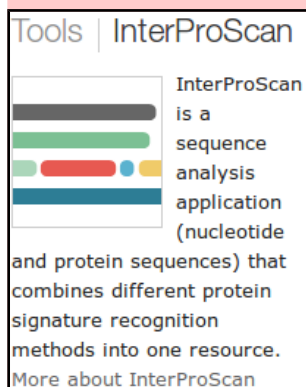 Tools | InterProScan
InterProScan
is a
sequence
analysis
application
(nucleotide
and protein sequences) that
combines different protein
signature recognition
methods into one resource.
More about InterProScan